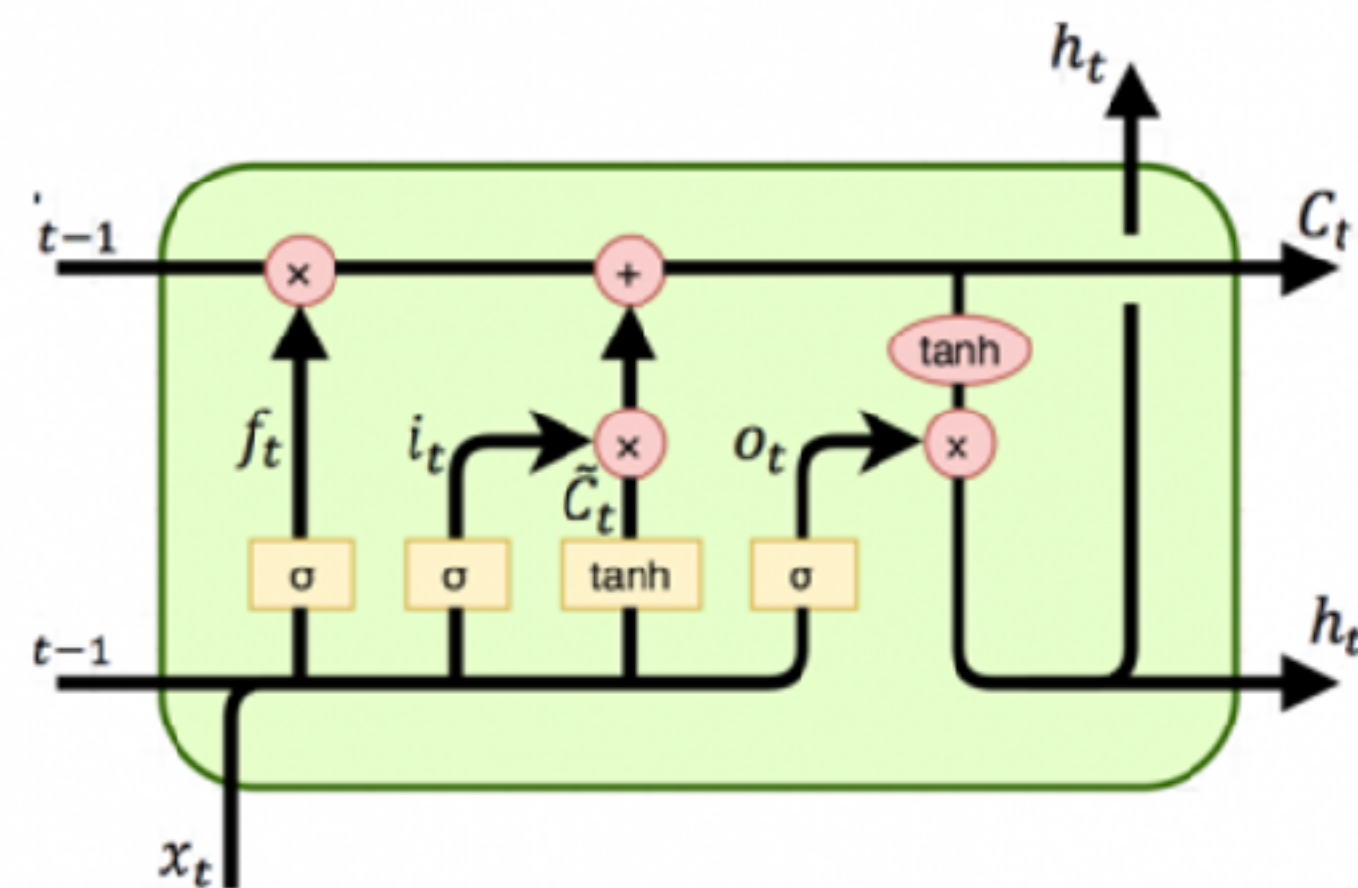 h_t
t−1
C_t
× +
tanh
f_t i_t × o_t ×
C̃_t
σ σ tanh σ
t−1
h_t
x_t